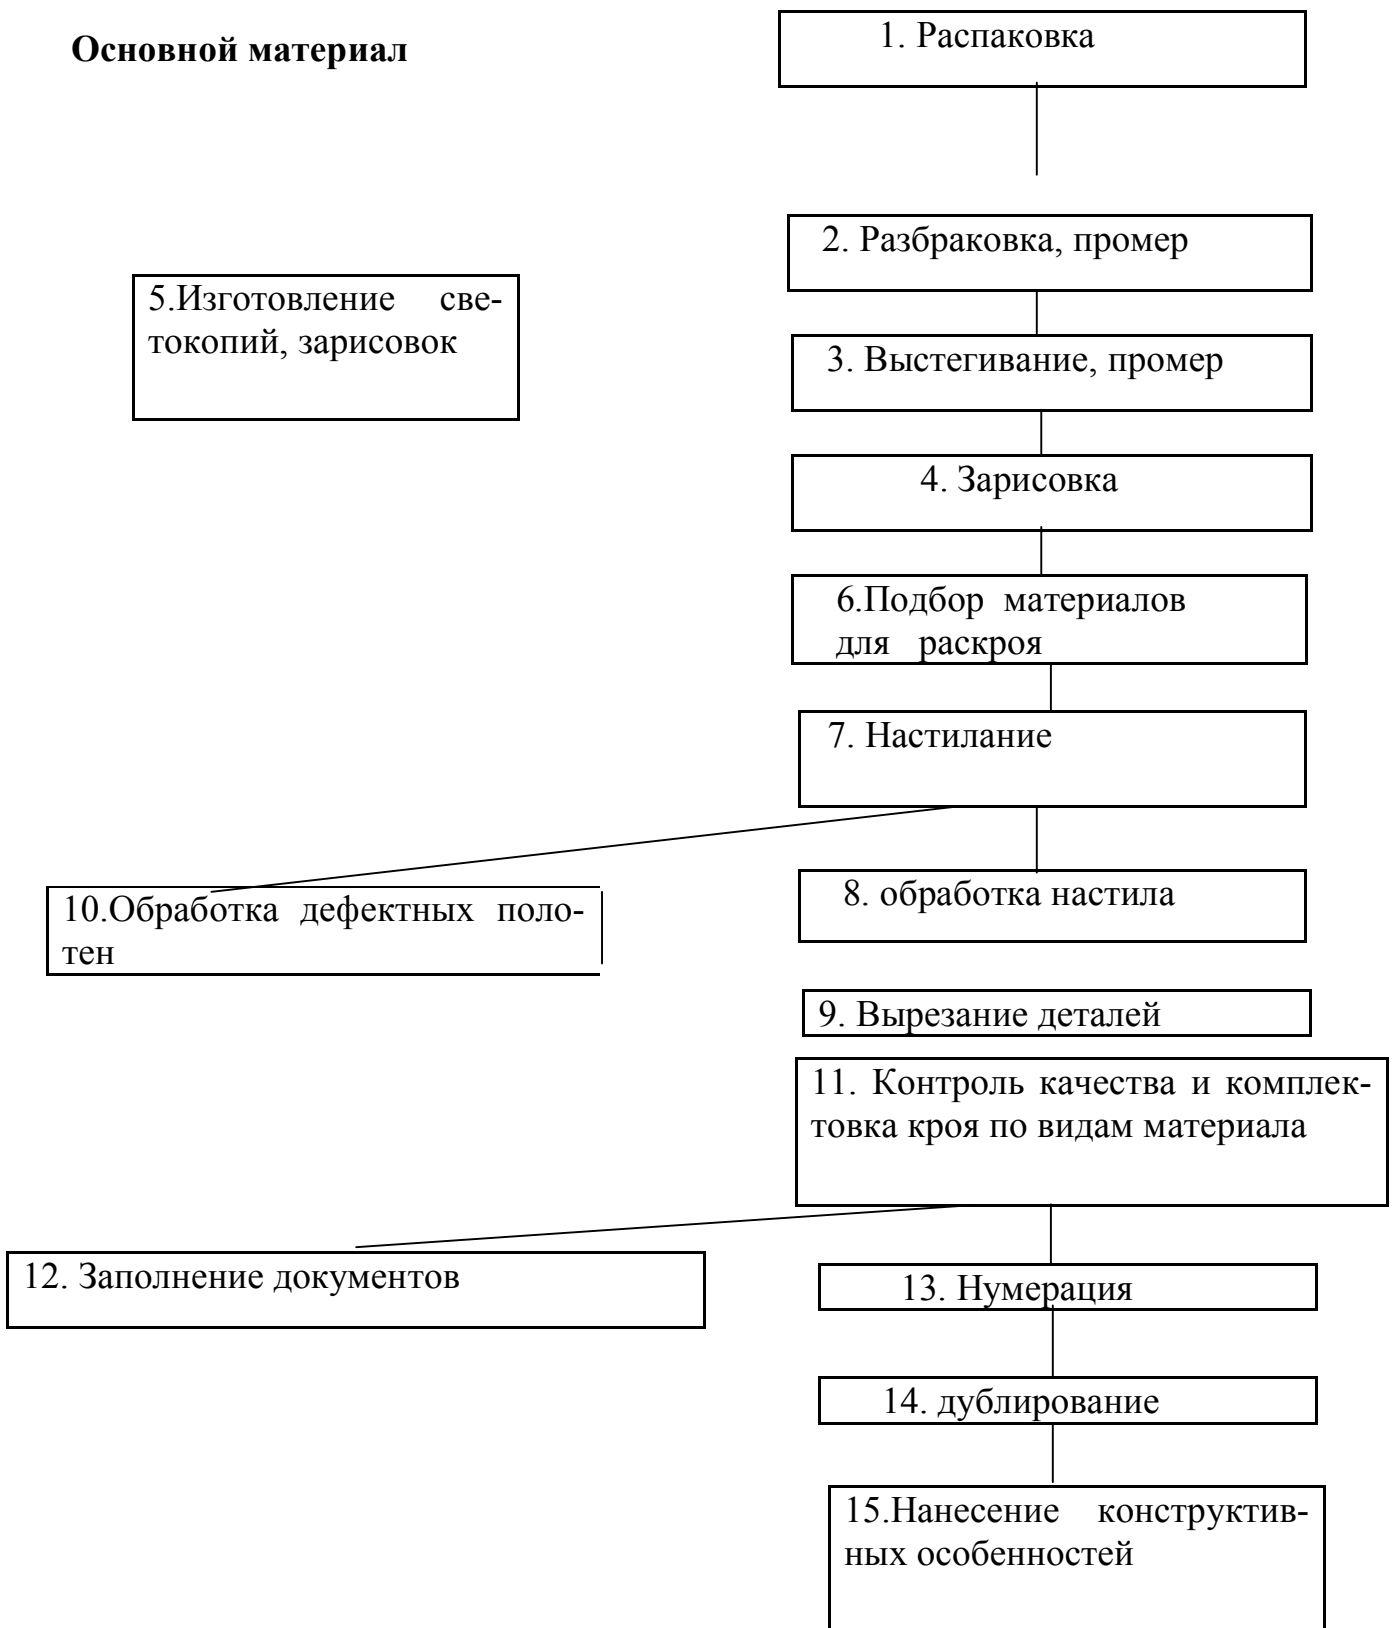 Основной материал
1. Распаковка
2. Разбраковка, промер
5.Изготовление све-
токопий, зарисовок
3. Выстегивание, промер
4. Зарисовка
6.Подбор материалов
для раскроя
7. Настилание
8. обработка настила
10.Обработка дефектных поло-
тен
9. Вырезание деталей
11. Контроль качества и комплек-
товка кроя по видам материала
12. Заполнение документов
13. Нумерация
14. дублирование
15.Нанесение конструктив-
ных особенностей